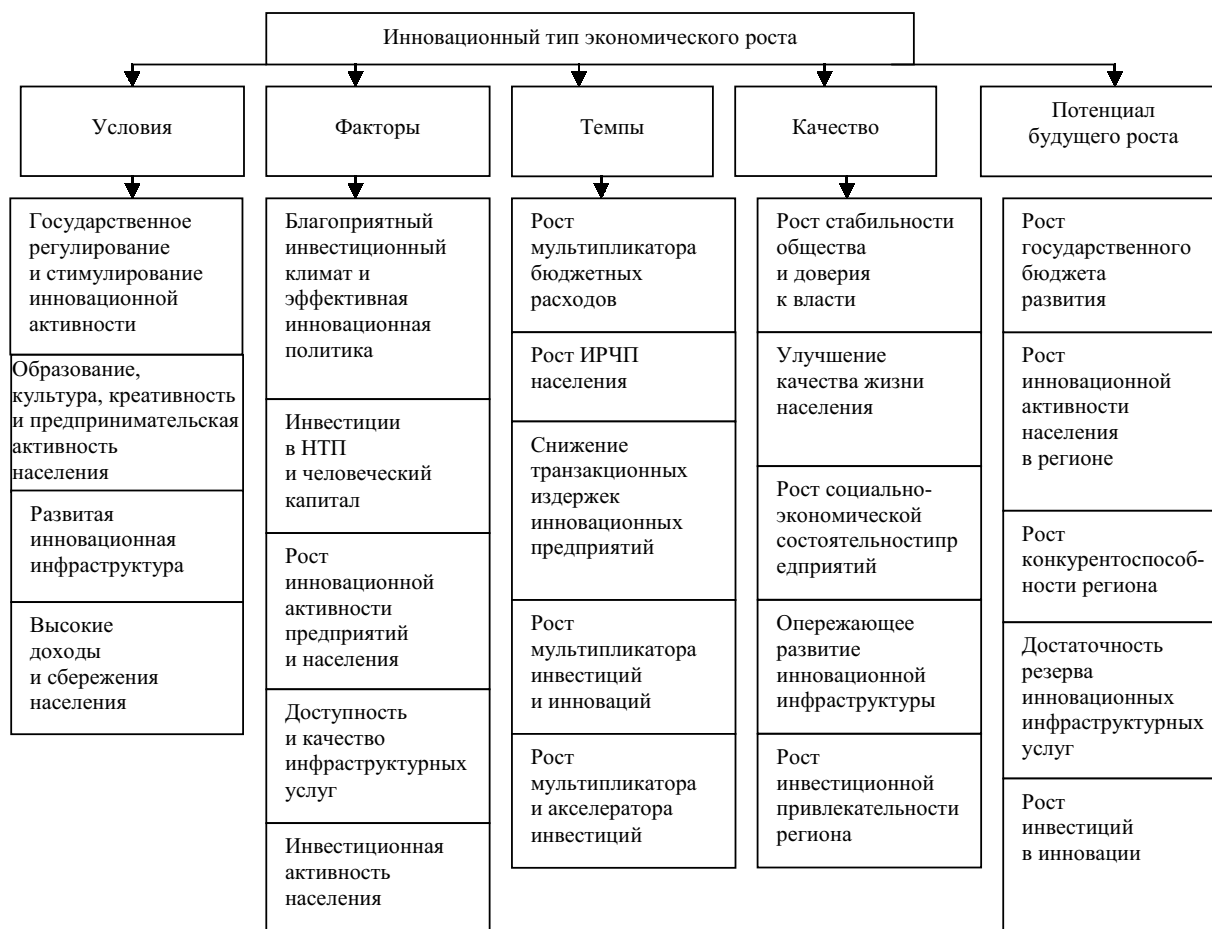 Инновационный тип экономического роста
Условия
Факторы
Темпы
Качество
Потенциал
будущего роста
Государственное
регулирование
и стимулирование
инновационной
активности
Образование,
культура, креативность
и предпринимательская
активность
населения
Развитая
инновационная
инфраструктура
Высокие
доходы
и сбережения
населения
Благоприятный
инвестиционный
климат и
эффективная
инновационная
политика
Инвестиции
в НТП
и человеческий
капитал
Рост
инновационной
активности
предприятий
и населения
Доступность
и качество
инфраструктурных
услуг
Инвестиционная
активность
населения
Рост
мультипликатора
бюджетных
расходов
Рост ИРЧП
населения
Снижение
транзакционных
издержек
инновационных
предприятий
Рост
мультипликатора
инвестиций
и инноваций
Рост
мультипликатора
и акселератора
инвестиций
Рост стабильности
общества
и доверия
к власти
Улучшение
качества жизни
населения
Рост социально-
экономической
состоятельностипр
едприятий
Опережающее
развитие
инновационной
инфраструктуры
Рост
инвестиционной
привлекательности
региона
Рост
государственного
бюджета
развития
Рост
инновационной
активности
населения
в регионе
Рост
конкурентоспособ-
ности региона
Достаточность
резерва
инновационных
инфраструктурных
услуг
Рост
инвестиций
в инновации